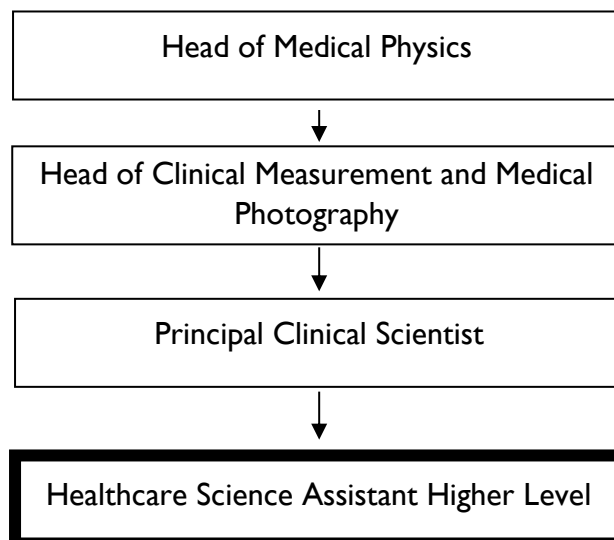 Head of Medical Physics
Head of Clinical Measurement and Medical
Photography
Principal Clinical Scientist
Healthcare Science Assistant Higher Level